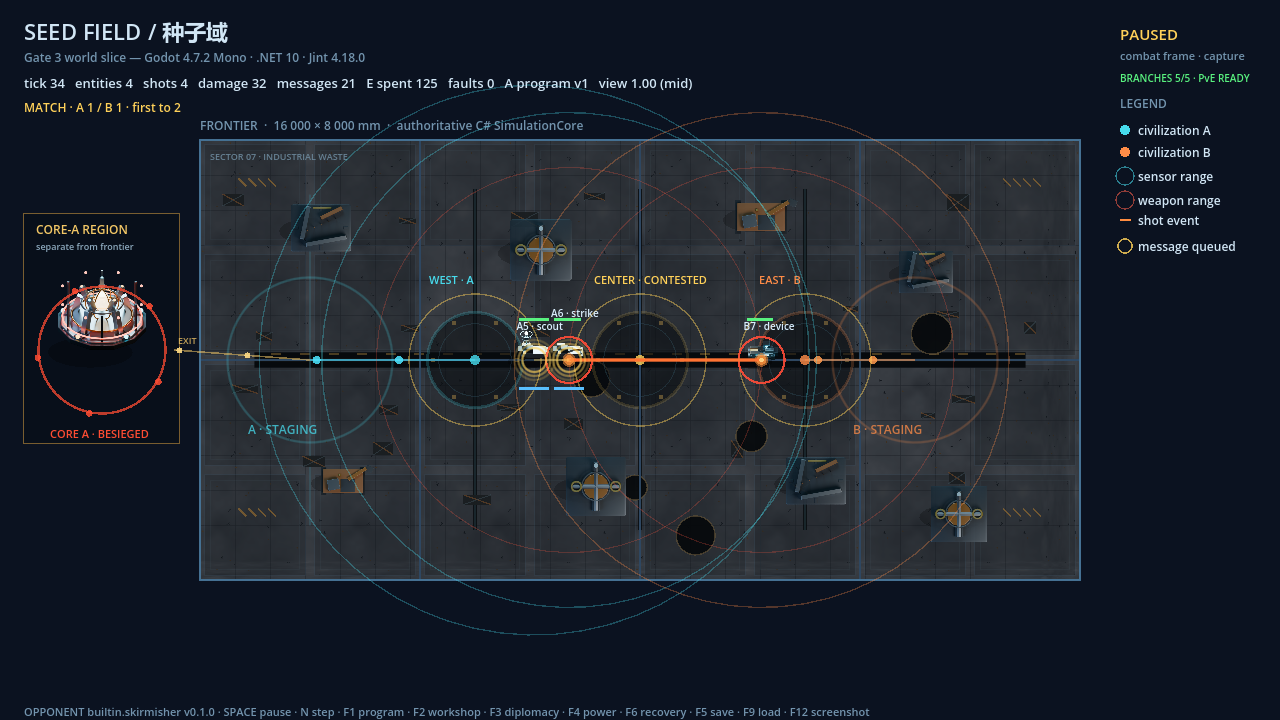 SEED FIELD / 种子域
Gate 3 world slice — Godot 4.7.2 Mono · .NET 10 · Jint 4.18.0
tick 34 entities 4 shots 4 damage 32 messages 21 E spent 125 faults 0 A program v1 view 1.00 (mid)
MATCH · A 1 / B 1 · first to 2
FRONTIER · 16 000 × 8 000 mm · authoritative C# SimulationCore
SECTOR 07 · INDUSTRIAL WASTE
PAUSED
combat frame · capture
BRANCHES 5/5 · PvE READY
LEGEND
civilization A
civilization B
sensor range
weapon range
shot event
message queued
CORE-A REGION
separate from frontier
EXIT
CORE A · BESIEGED
WEST · A
CENTER · CONTESTED
EAST · B
A6 · strike
A5 · scout
B7 · device
A · STAGING
B · STAGING
OPPONENT builtin.skirmisher v0.1.0 · SPACE pause · N step · F1 program · F2 workshop · F3 diplomacy · F4 power · F6 recovery · F5 save · F9 load · F12 screenshot